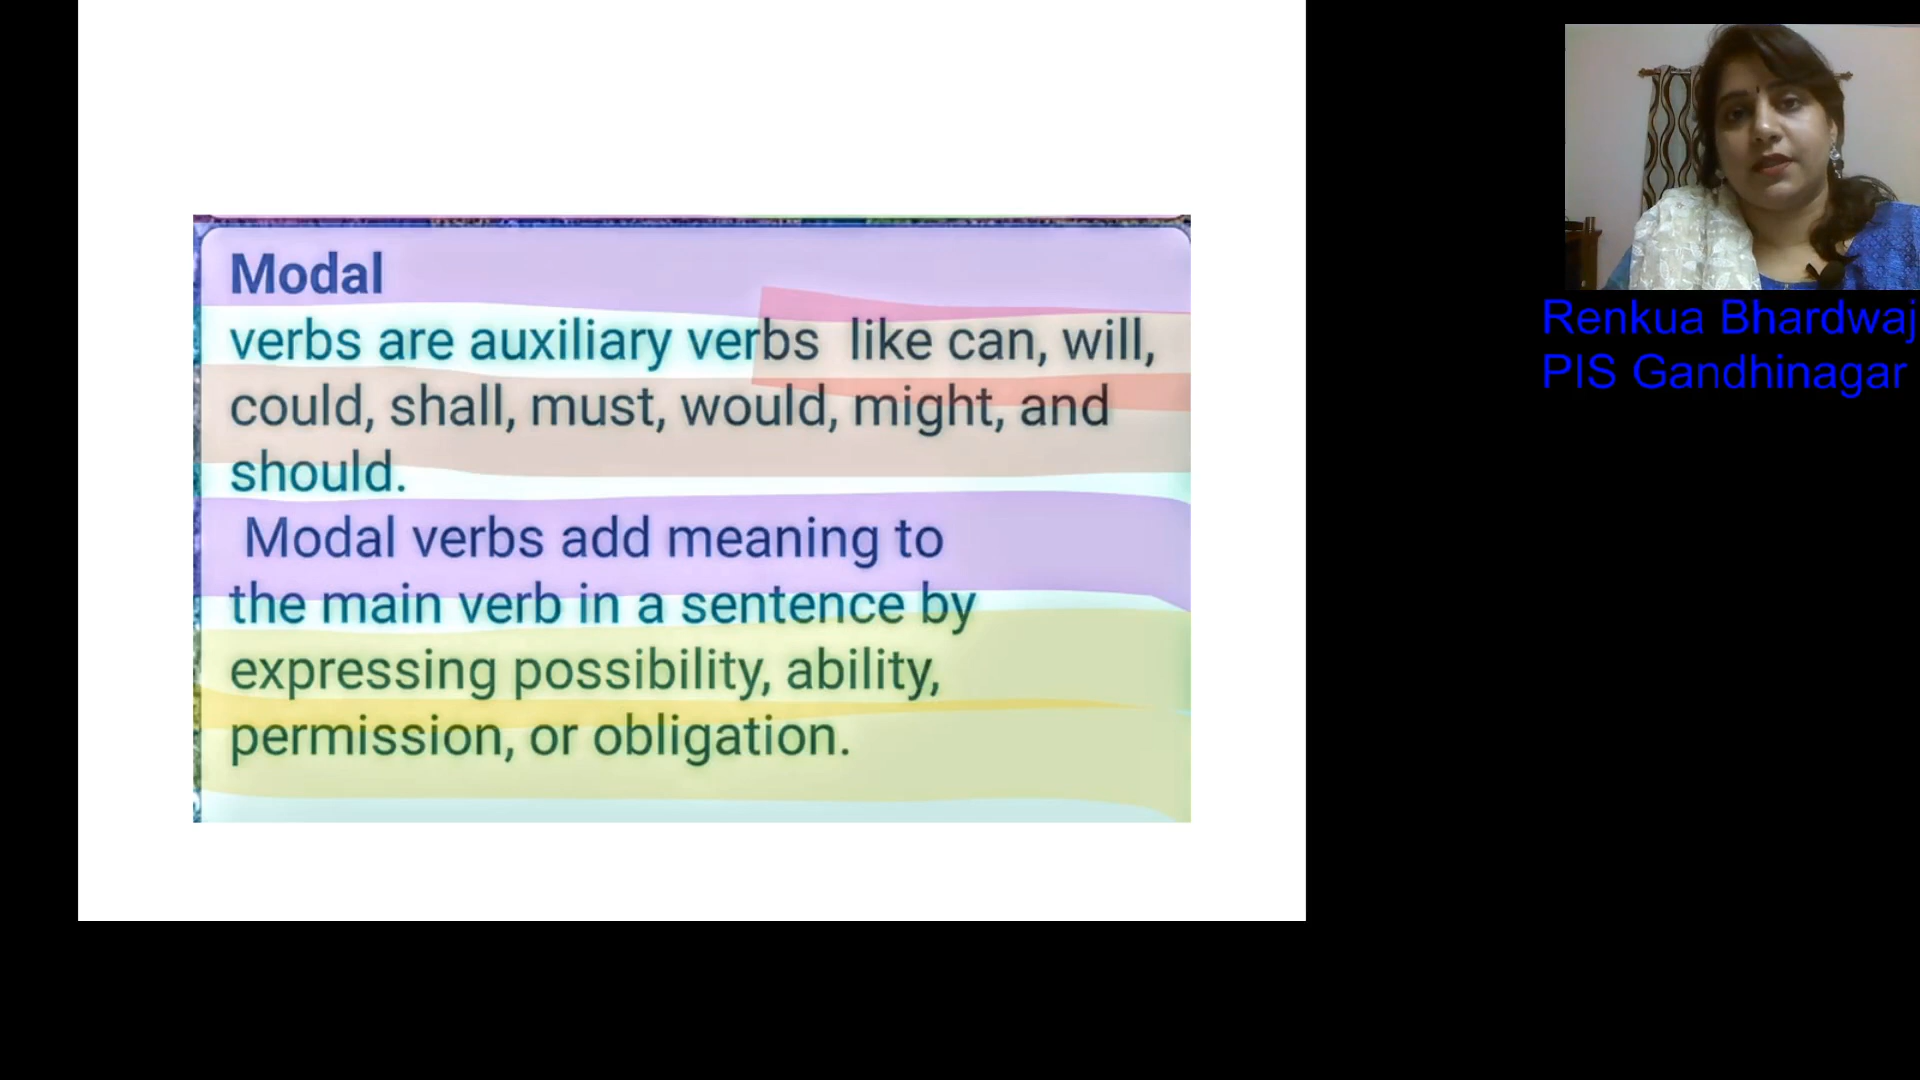 Modal
verbs are auxiliary verbs like can, will,
could, shall, must, would, might, and
should.
Modal verbs add meaning to
the main verb in a sentence by
expressing possibility, ability,
permission, or obligation.
Renkua Bhardwaj
PIS Gandhinagar